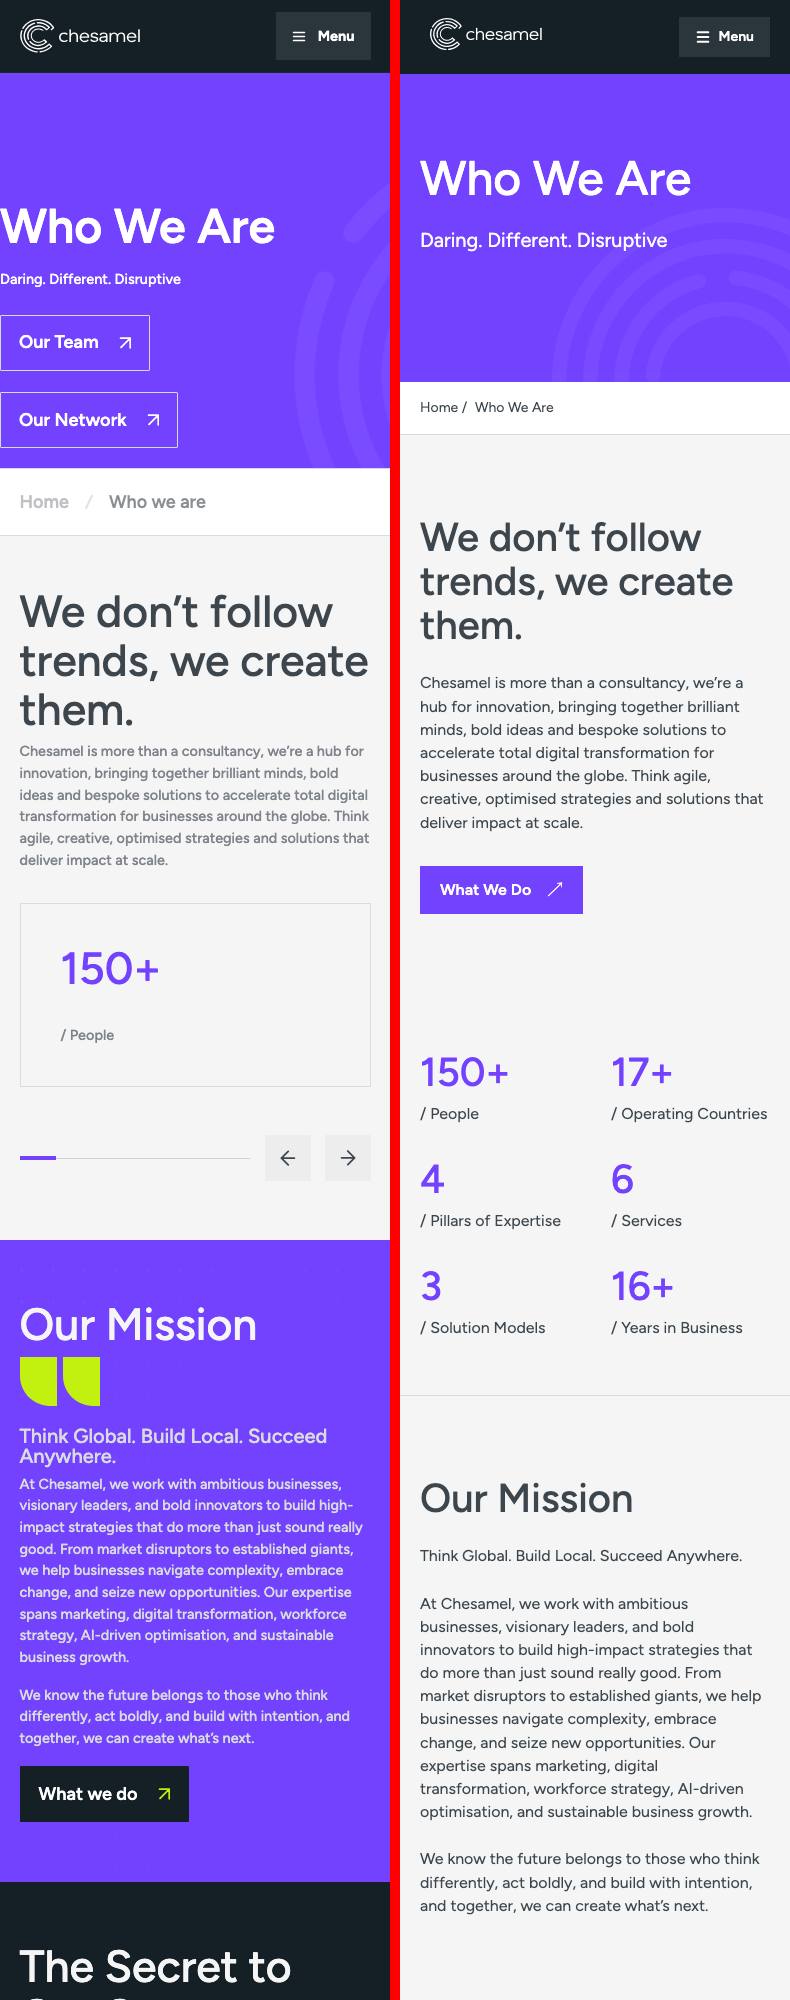 chesamel
Menu
Who We Are
Daring. Different. Disruptive
Our Team
Our Network
Home / Who we are
We don’t follow
trends, we create
them.
Chesamel is more than a consultancy, we’re a hub for
innovation, bringing together brilliant minds, bold
ideas and bespoke solutions to accelerate total digital
transformation for businesses around the globe. Think
agile, creative, optimised strategies and solutions that
deliver impact at scale.
150+
/ People
Our Mission
Think Global. Build Local. Succeed
Anywhere.
At Chesamel, we work with ambitious businesses,
visionary leaders, and bold innovators to build high-
impact strategies that do more than just sound really
good. From market disruptors to established giants,
we help businesses navigate complexity, embrace
change, and seize new opportunities. Our expertise
spans marketing, digital transformation, workforce
strategy, AI-driven optimisation, and sustainable
business growth.
We know the future belongs to those who think
differently, act boldly, and build with intention, and
together, we can create what’s next.
What we do
The Secret to
chesamel
Menu
Who We Are
Daring. Different. Disruptive
Home / Who We Are
We don’t follow
trends, we create
them.
Chesamel is more than a consultancy, we’re a
hub for innovation, bringing together brilliant
minds, bold ideas and bespoke solutions to
accelerate total digital transformation for
businesses around the globe. Think agile,
creative, optimised strategies and solutions that
deliver impact at scale.
What We Do
150+ 17+
/ People / Operating Countries
4 6
/ Pillars of Expertise / Services
3 16+
/ Solution Models / Years in Business
Our Mission
Think Global. Build Local. Succeed Anywhere.
At Chesamel, we work with ambitious
businesses, visionary leaders, and bold
innovators to build high-impact strategies that
do more than just sound really good. From
market disruptors to established giants, we help
businesses navigate complexity, embrace
change, and seize new opportunities. Our
expertise spans marketing, digital
transformation, workforce strategy, AI-driven
optimisation, and sustainable business growth.
We know the future belongs to those who think
differently, act boldly, and build with intention,
and together, we can create what’s next.